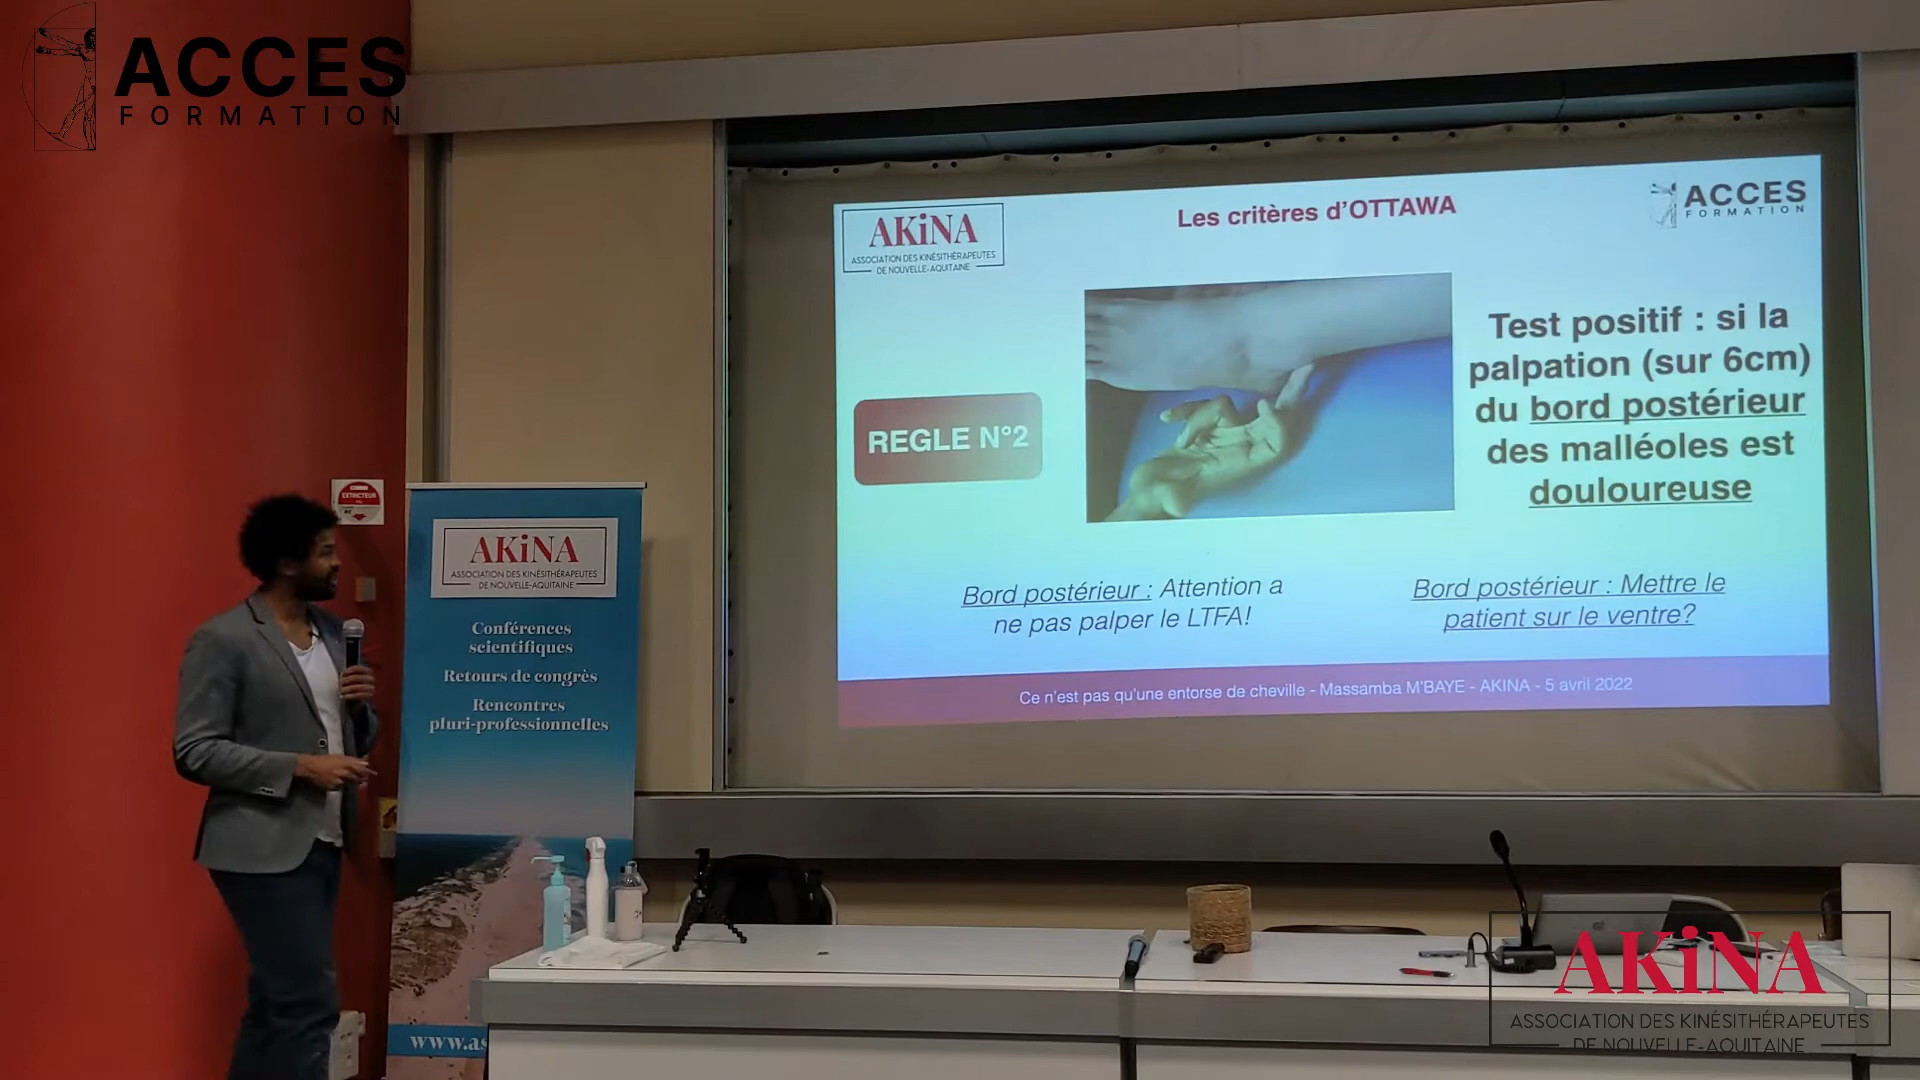 ACCES
FORMATION
AKiNA
ASSOCIATION DES KINÉSITHÉRAPEUTES
DE NOUVELLE-AQUITAINE
Les critères d'OTTAWA
ACCES
FORMATION
REGLE N°2
Test positif : si la
palpation (sur 6cm)
du bord postérieur
des malléoles est
douloureuse
Bord postérieur : Attention a
ne pas palper le LTFA!
Bord postérieur : Mettre le
patient sur le ventre?
Ce n'est pas qu'une entorse de cheville - Massamba M'BAYE - AKINA - 5 avril 2022
EXTINCTEUR
AKiNA
ASSOCIATION DES KINÉSITHÉRAPEUTES
DE NOUVELLE-AQUITAINE
Conférences
scientifiques
Retours de congrès
Rencontres
pluri-professionnelles
www.as
AKiNA
ASSOCIATION DES KINÉSITHÉRAPEUTES
DE NOUVELLE-AQUITAINE